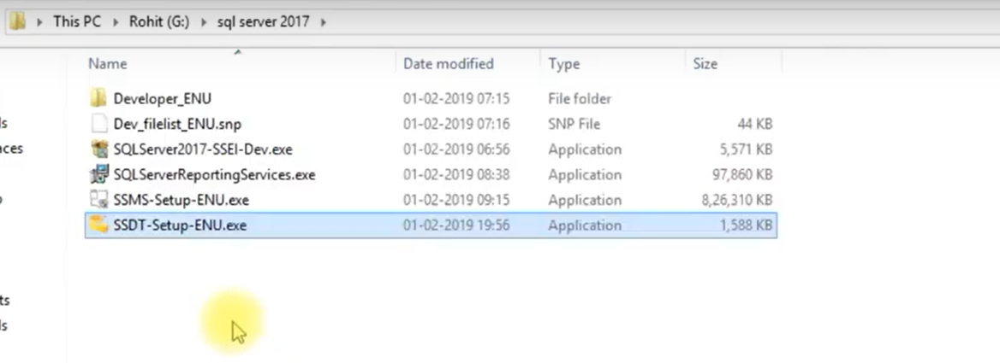 This PC Rohit (G:) sql server 2017
Name Date modified Type Size
Developer_ENU 01-02-2019 07:15 File folder
Dev_filelist_ENU.snp 01-02-2019 07:16 SNP File 44 KB
SQLServer2017-SSEI-Dev.exe 01-02-2019 06:56 Application 5,571 KB
SQLServerReportingServices.exe 01-02-2019 08:38 Application 97,860 KB
SSMS-Setup-ENU.exe 01-02-2019 09:15 Application 8,26,310 KB
SSDT-Setup-ENU.exe 01-02-2019 19:56 Application 1,588 KB